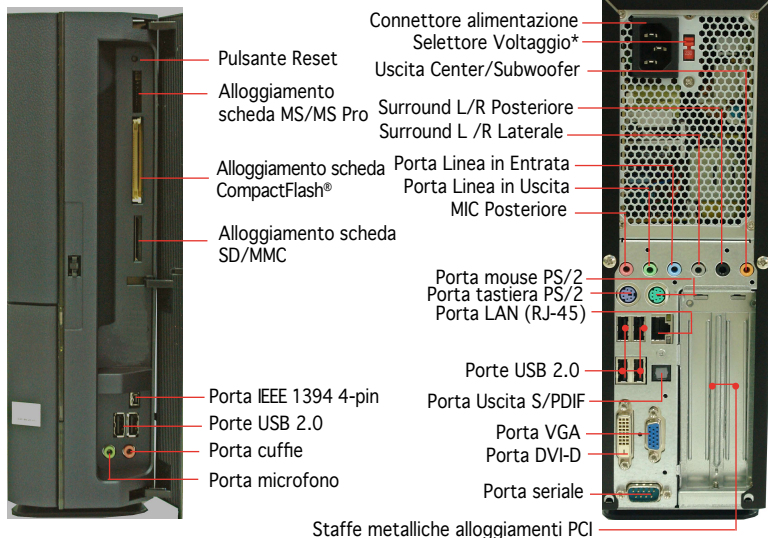 Pulsante Reset
Alloggiamento
scheda MS/MS Pro
Alloggiamento scheda
CompactFlash®
Alloggiamento scheda
SD/MMC
Porta IEEE 1394 4-pin
Porte USB 2.0
Porta cuffie
Porta microfono
Connettore alimentazione
Selettore Voltaggio*
Uscita Center/Subwoofer
Surround L/R Posteriore
Surround L /R Laterale
Porta Linea in Entrata
Porta Linea in Uscita
MIC Posteriore
Porta mouse PS/2
Porta tastiera PS/2
Porta LAN (RJ-45)
Porte USB 2.0
Porta Uscita S/PDIF
Porta VGA
Porta DVI-D
Porta seriale
Staffe metalliche alloggiamenti PCI